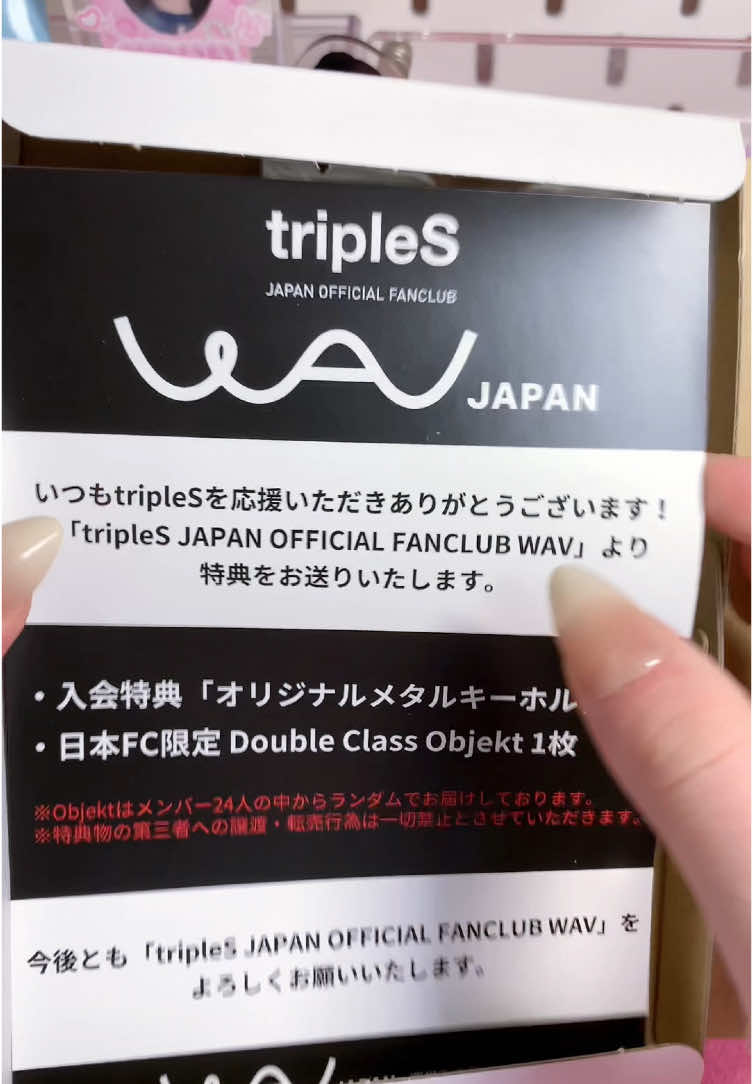 tripleS
JAPAN OFFICIAL FANCLUB
WAV JAPAN
いつもtripleSを応援いただきありがとうございます！
「tripleS JAPAN OFFICIAL FANCLUB WAV」より
特典をお送りいたします。
・入会特典「オリジナルメタルキーホル
・日本FC限定 Double Class Objekt 1枚
※Objektはメンバー24人の中からランダムでお届けしております。
※特典物の第三者への譲渡・転売行為は一切禁止とさせていただきます。
今後とも「tripleS JAPAN OFFICIAL FANCLUB WAV」を
よろしくお願いいたします。